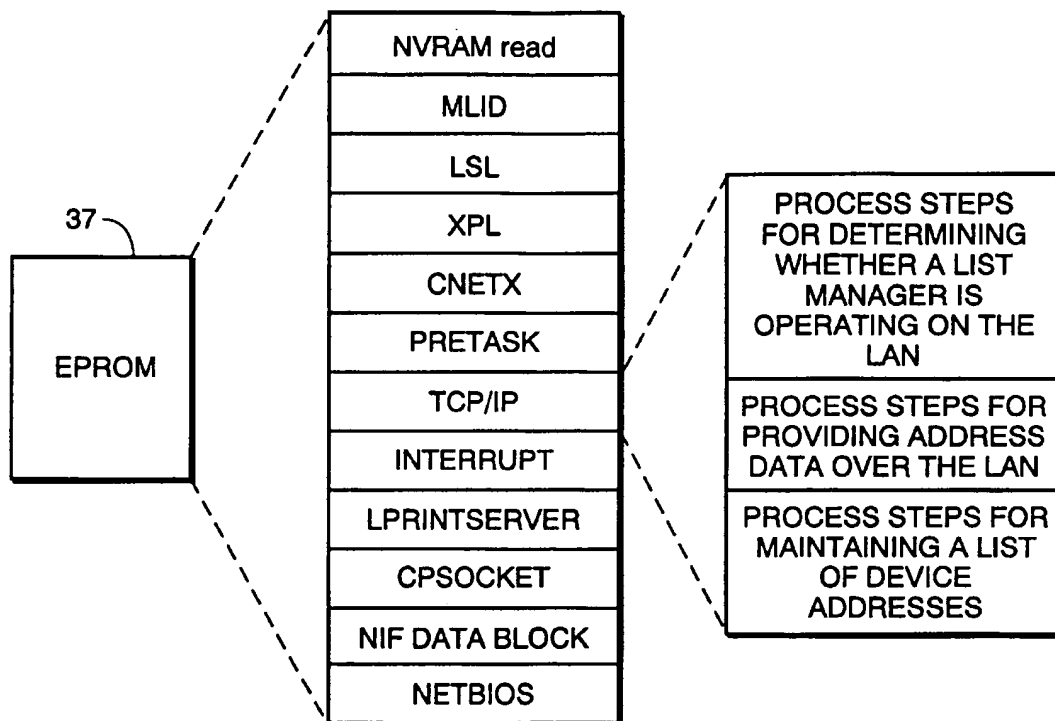 37
EPROM
NVRAM read
MLID
LSL
XPL
CNETX
PRETASK
TCP/IP
INTERRUPT
LPRINTSERVER
CPSOCKET
NIF DATA BLOCK
NETBIOS
PROCESS STEPS
FOR DETERMINING
WHETHER A LIST
MANAGER IS
OPERATING ON THE
LAN
PROCESS STEPS FOR
PROVIDING ADDRESS
DATA OVER THE LAN
PROCESS STEPS FOR
MAINTAINING A LIST
OF DEVICE
ADDRESSES